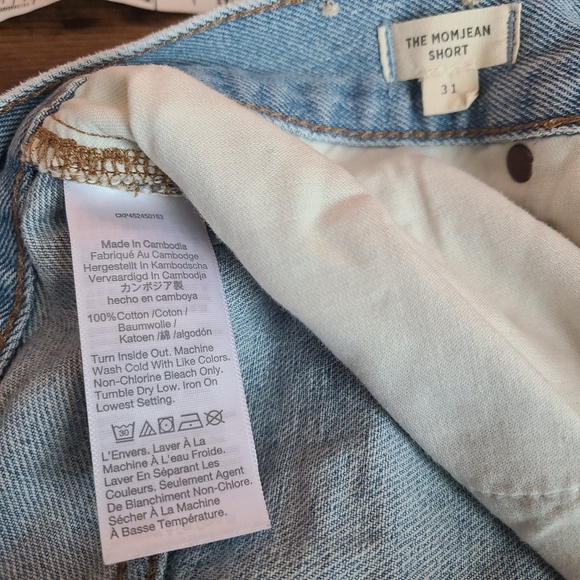 THE MOMJEAN
SHORT
31
Made In Cambodia
Fabriqué Au Cambodge
Hergestellt In Kambodscha
Vervaardigd In Cambodja
カンボジア製
hecho en camboya
100%Cotton /Coton /
Baumwolle /
Katoen /綿 /algodón
Turn Inside Out. Machine
Wash Cold With Like Colors.
Non-Chlorine Bleach Only.
Tumble Dry Low. Iron On
Lowest Setting.
30
L'Envers. Laver À La
Machine À L'eau Froide.
Laver En Séparant Les
Couleurs. Seulement Agent
De Blanchiment Non-Chlore.
Sécher À La Machine
À Basse Température.